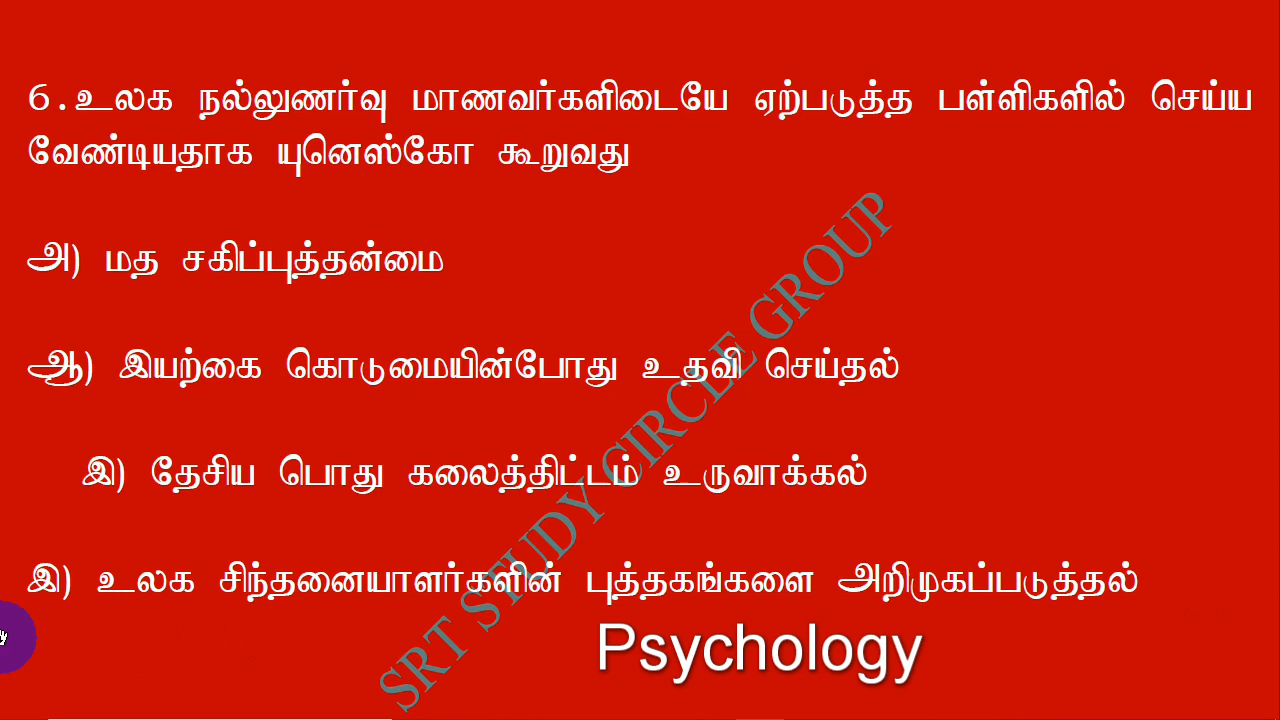 6.உலக நல்லுணர்வு மாணவர்களிடையே ஏற்படுத்த பள்ளிகளில் செய்ய
வேண்டியதாக யுனெஸ்கோ கூறுவது
அ) மத சகிப்புத்தன்மை
ஆ) இயற்கை கொடுமையின்போது உதவி செய்தல்
இ) தேசிய பொது கலைத்திட்டம் உருவாக்கல்
இ) உலக சிந்தனையாளர்களின் புத்தகங்களை அறிமுகப்படுத்தல்
SRT STUDY CIRCLE GROUP
Psychology